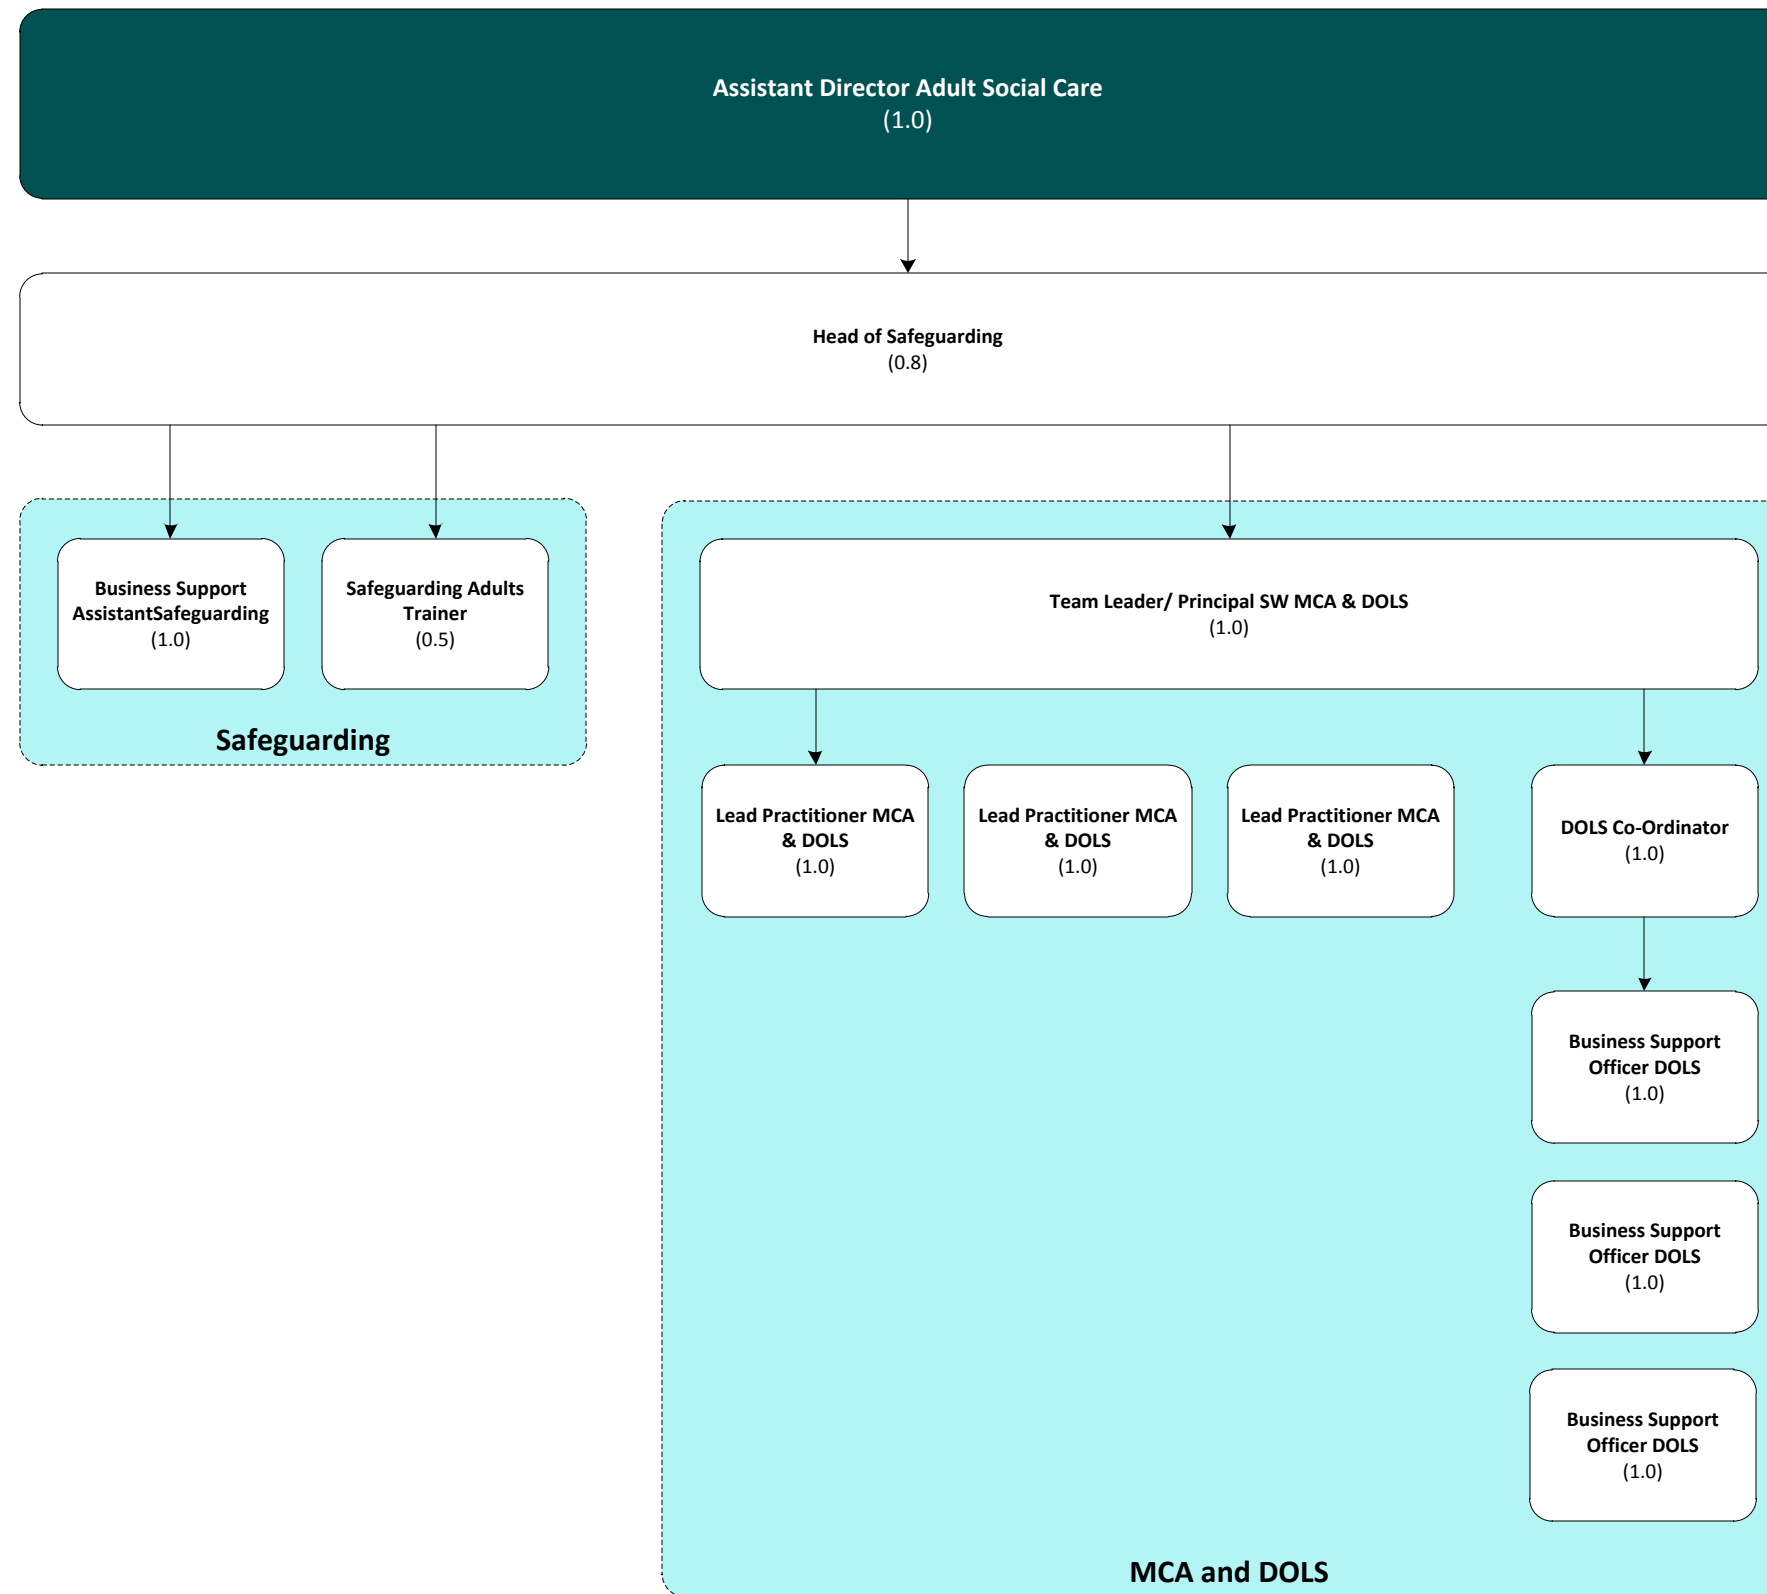 Assistant Director Adult Social Care
(1.0)
Head of Safeguarding
(0.8)
Business Support
AssistantSafeguarding
(1.0)
Safeguarding Adults
Trainer
(0.5)
Safeguarding
Team Leader/ Principal SW MCA & DOLS
(1.0)
Lead Practitioner MCA
& DOLS
(1.0)
Lead Practitioner MCA
& DOLS
(1.0)
Lead Practitioner MCA
& DOLS
(1.0)
DOLS Co-Ordinator
(1.0)
Business Support
Officer DOLS
(1.0)
Business Support
Officer DOLS
(1.0)
Business Support
Officer DOLS
(1.0)
MCA and DOLS